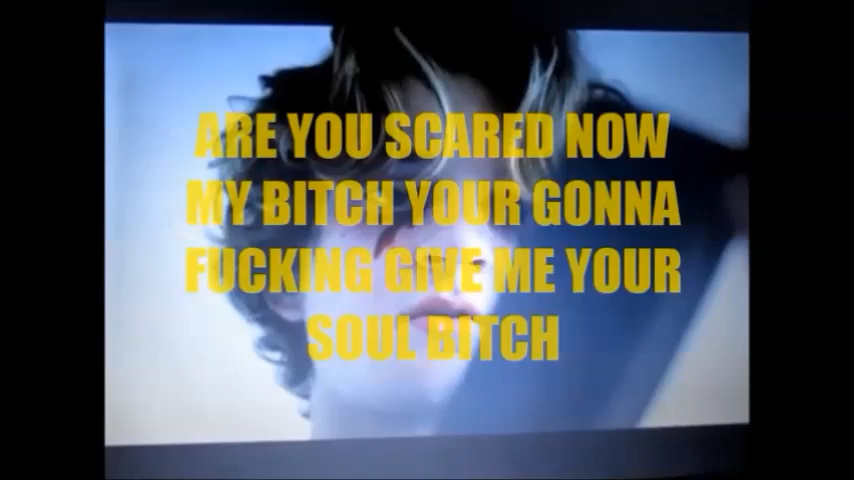 ARE YOU SCARED NOW
MY BITCH YOUR GONNA
FUCKING GIVE ME YOUR
SOUL BITCH